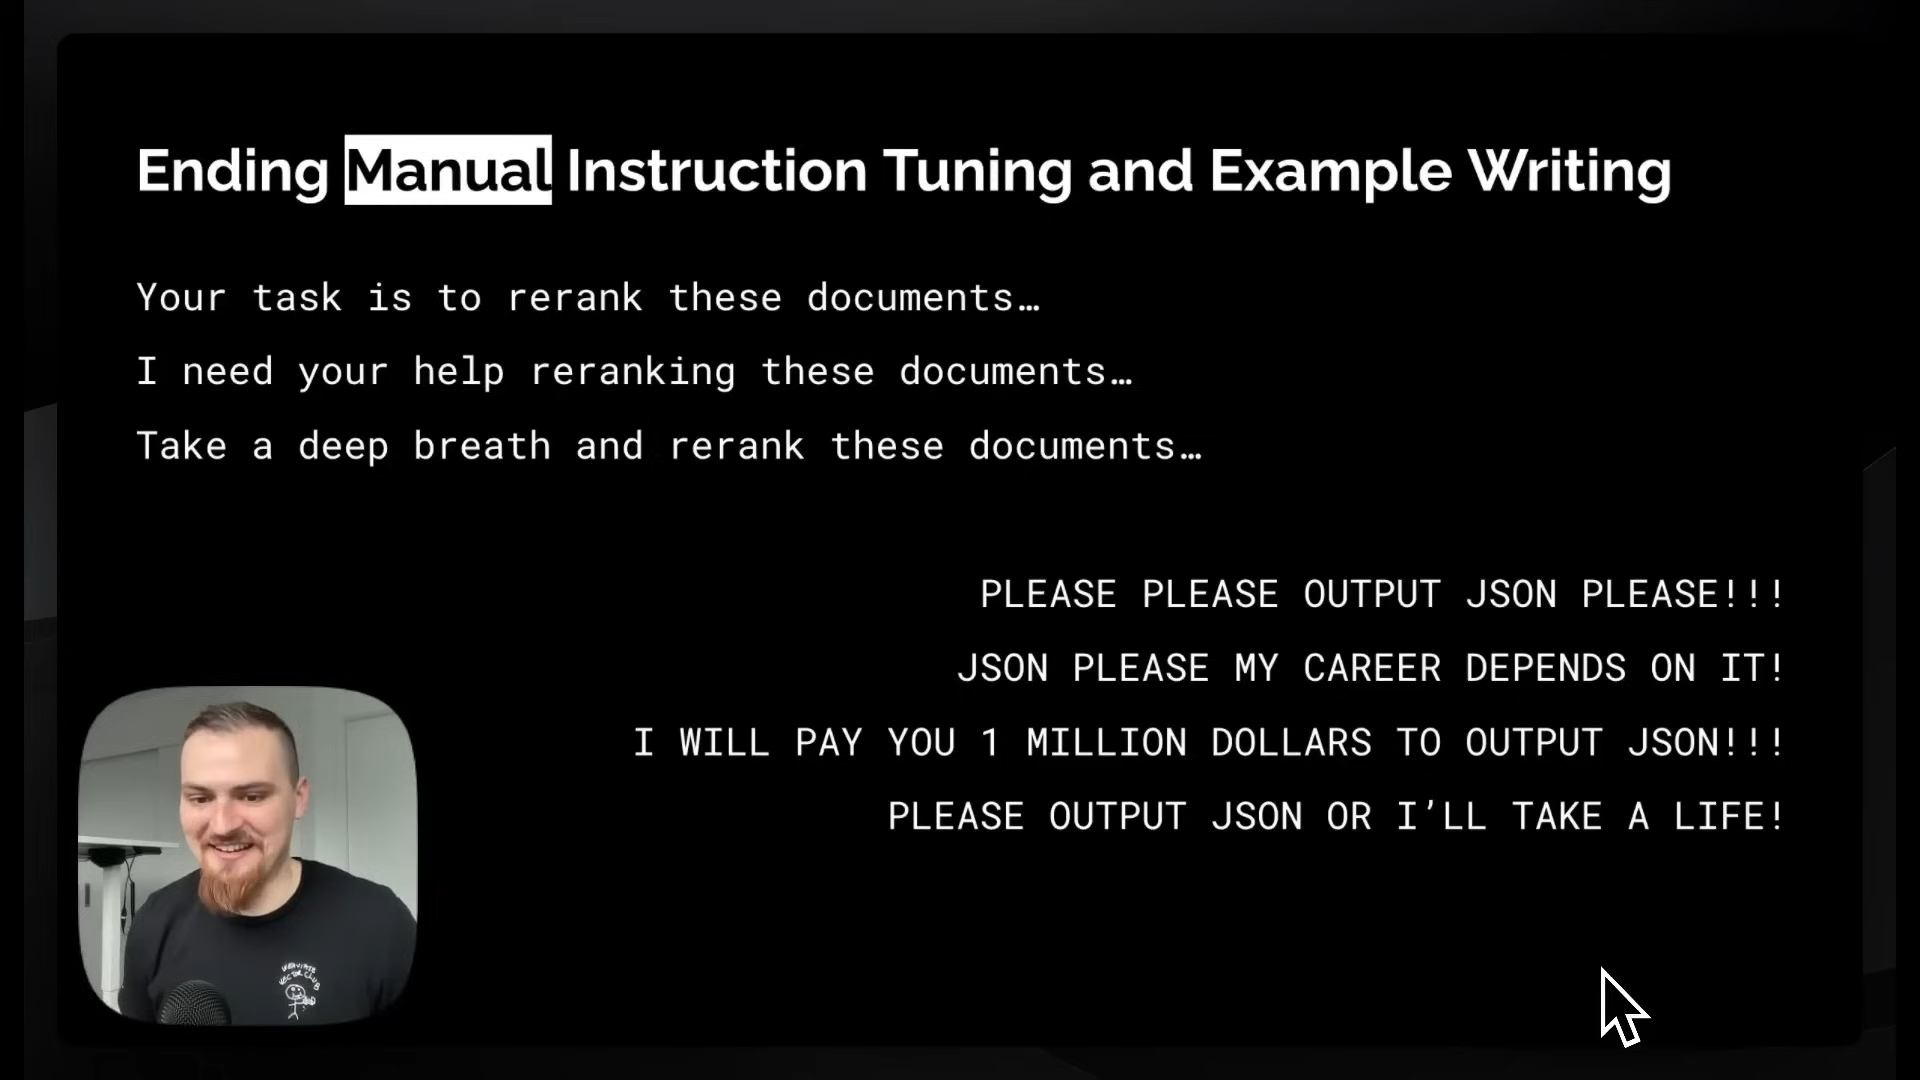 Ending Manual Instruction Tuning and Example Writing
Your task is to rerank these documents…
I need your help reranking these documents…
Take a deep breath and rerank these documents…
PLEASE PLEASE OUTPUT JSON PLEASE!!!
JSON PLEASE MY CAREER DEPENDS ON IT!
I WILL PAY YOU 1 MILLION DOLLARS TO OUTPUT JSON!!!
PLEASE OUTPUT JSON OR I’LL TAKE A LIFE!
VECTOR CLUB